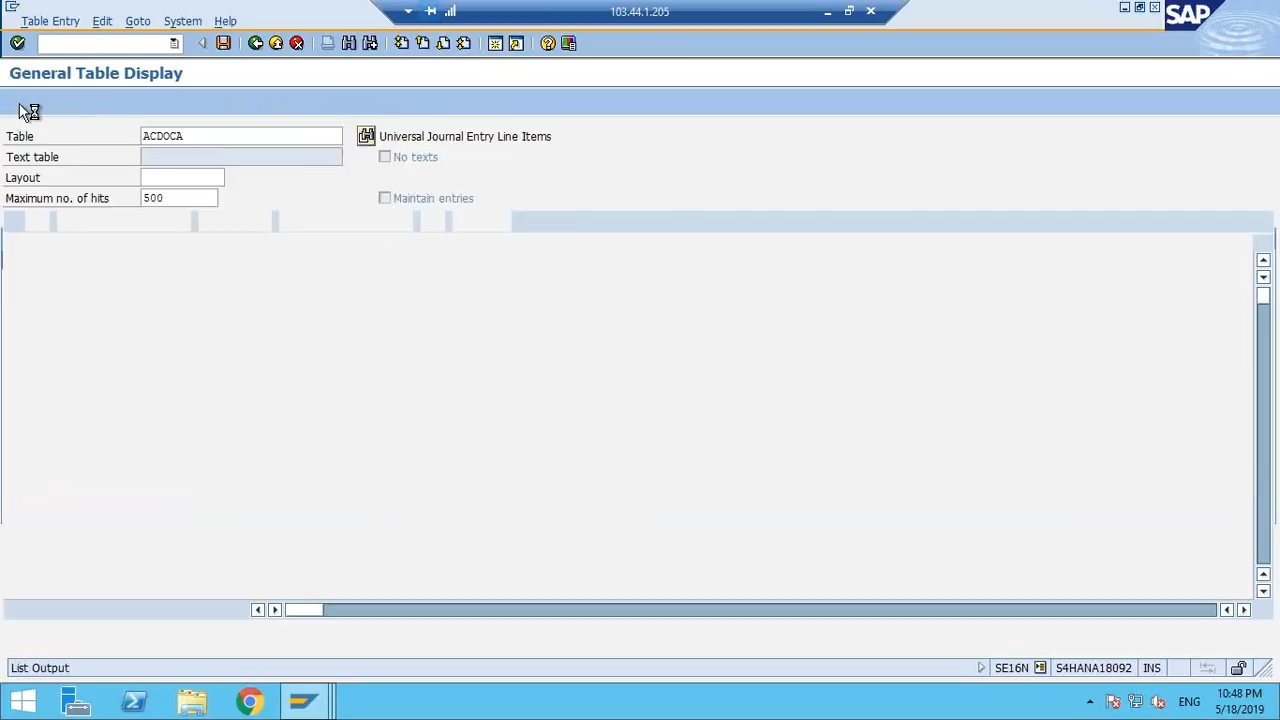 103.44.1.205
SAP
Table Entry Edit Goto System Help
General Table Display
Table ACDOCA Universal Journal Entry Line Items
Text table No texts
Layout
Maximum no. of hits 500 Maintain entries
List Output SE16N S4HANA18092 INS
ENG 10:48 PM
5/18/2019